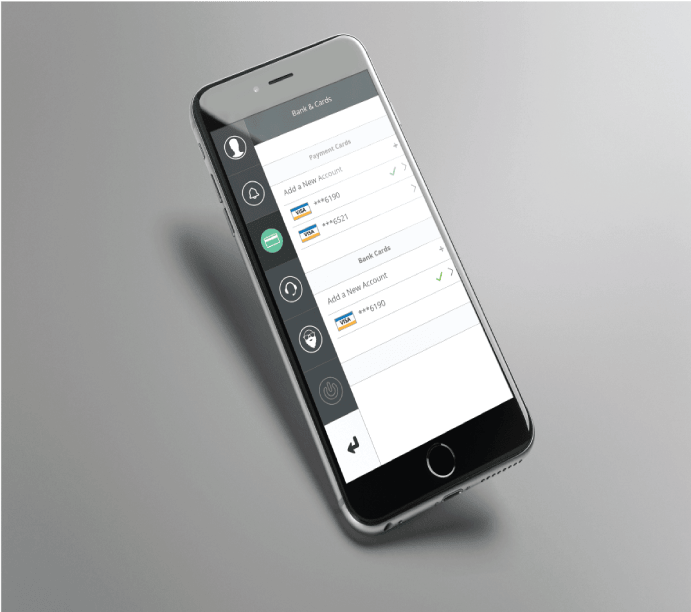 Bank & Cards
Payment Cards
Add a New Account +
VISA ***6190
VISA ***6521
Bank Cards
Add a New Account +
VISA ***6190